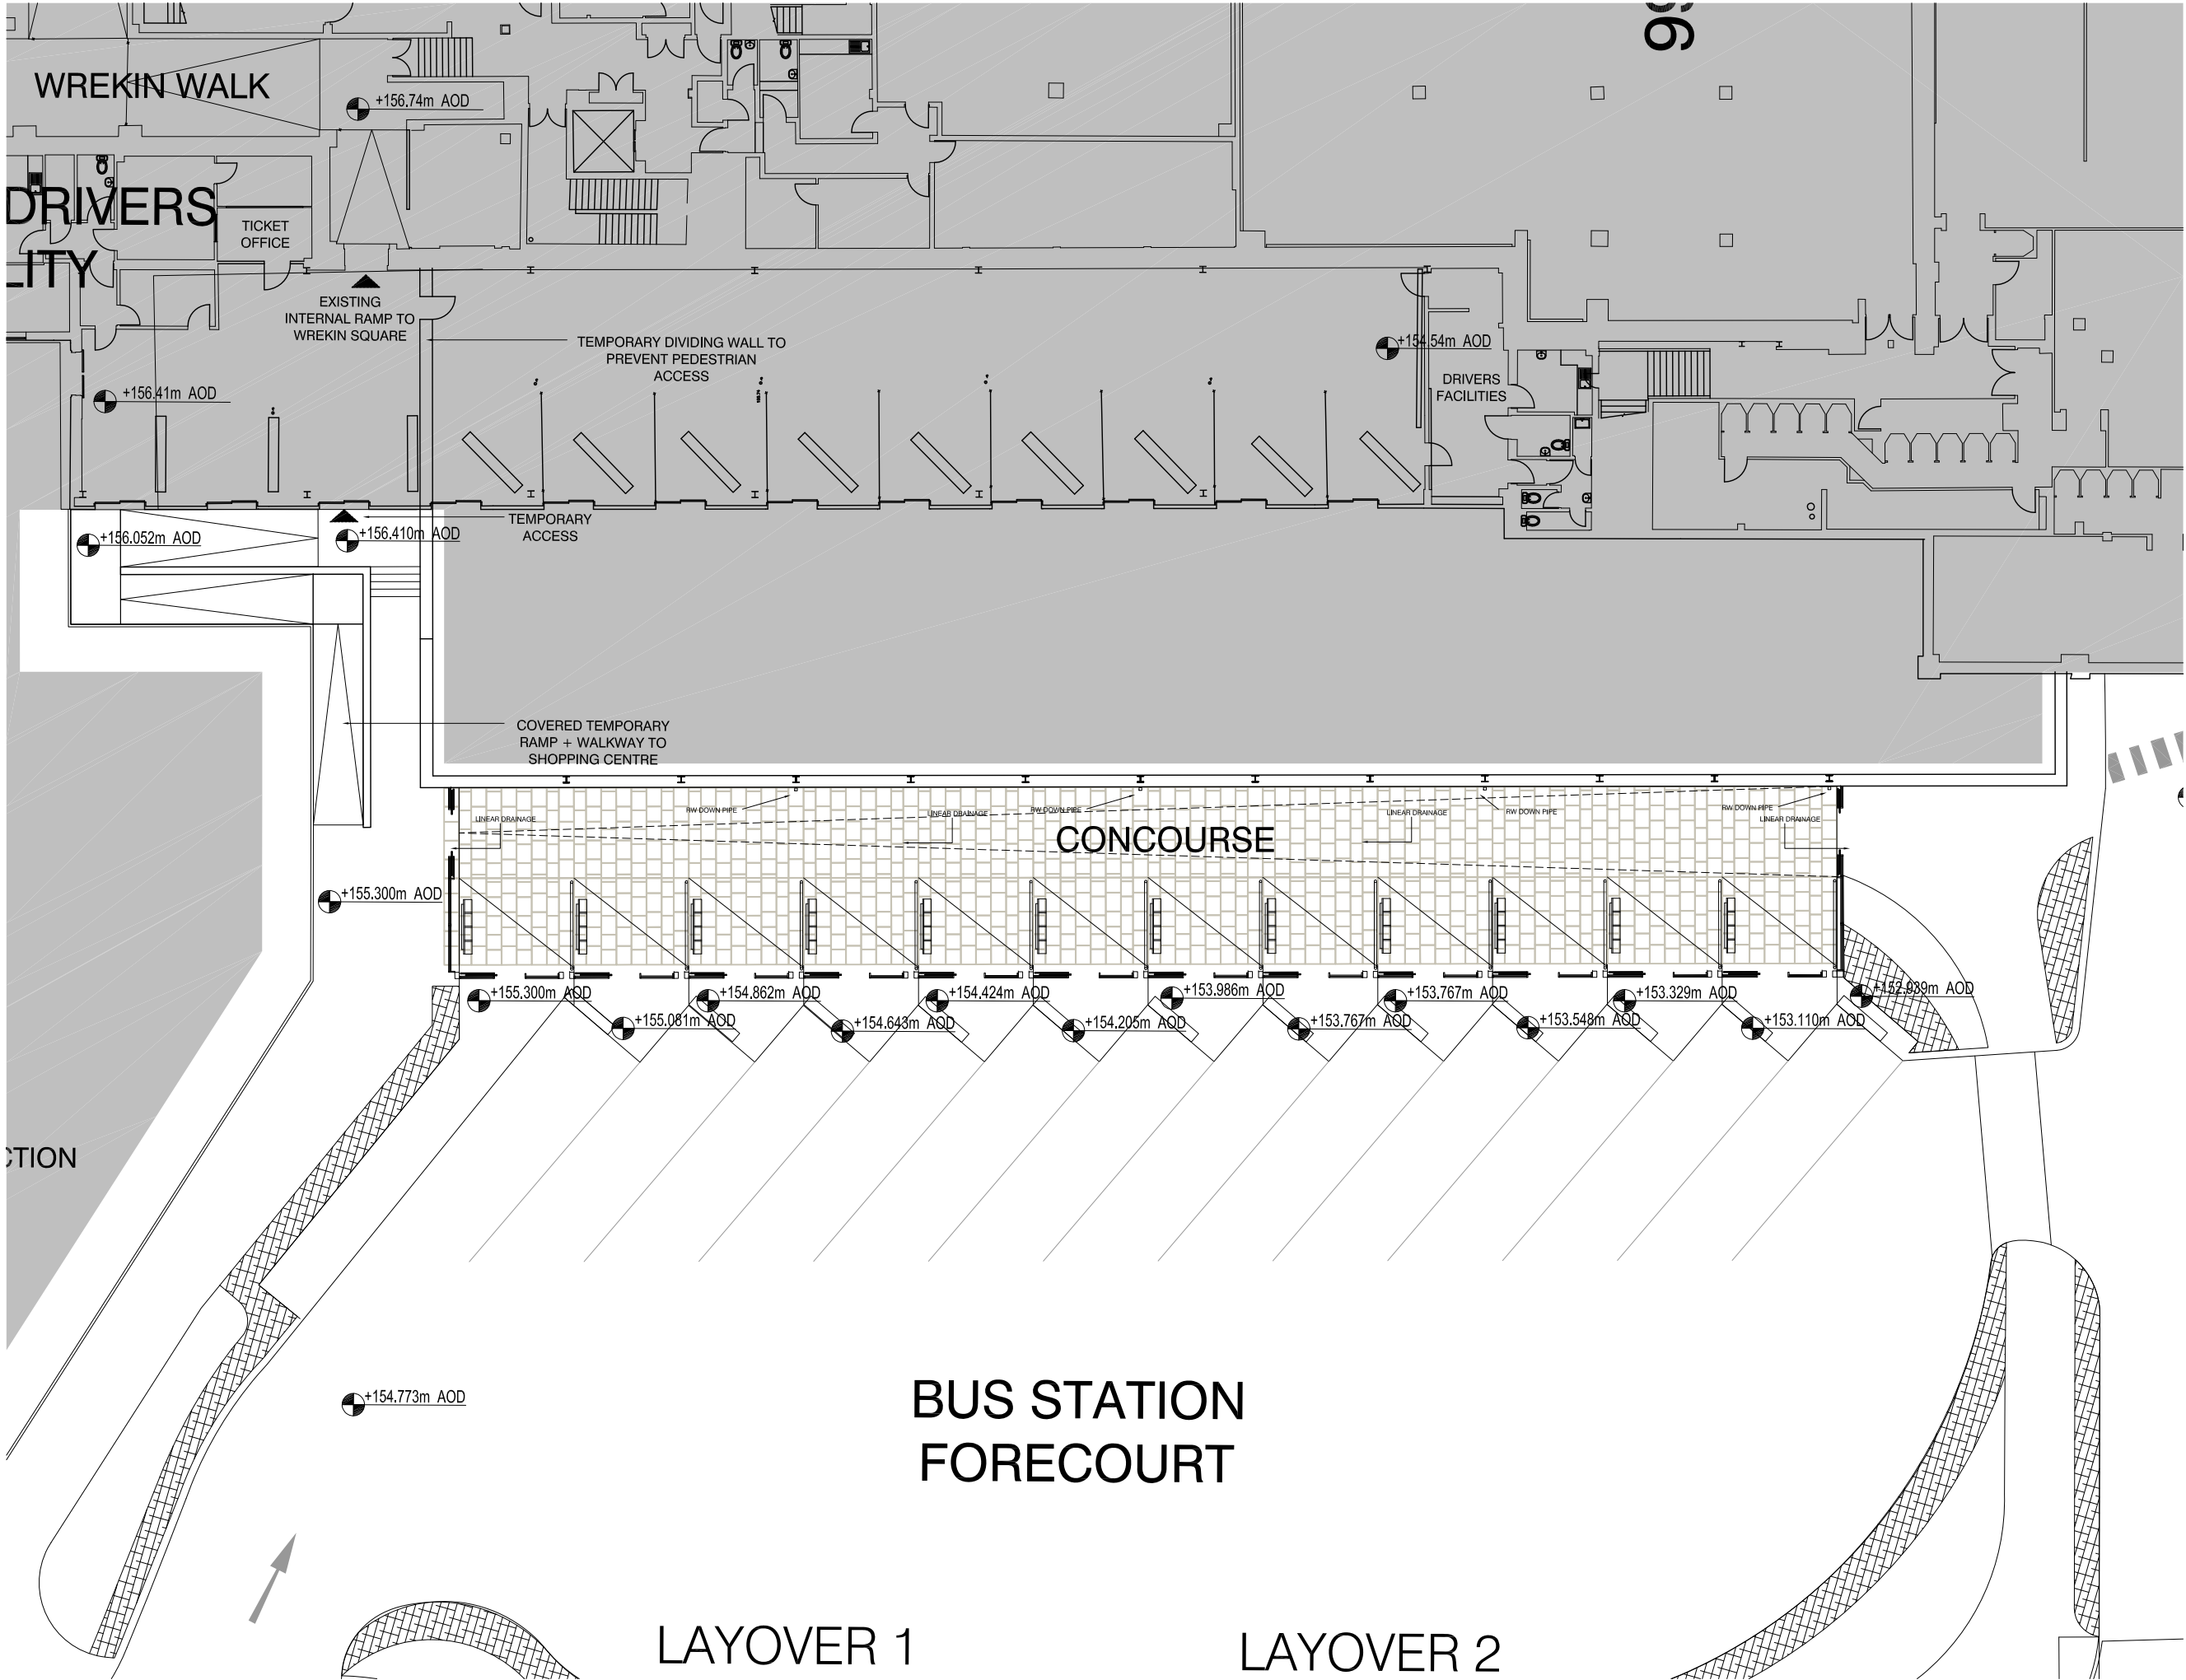 WREKIN WALK
+156.74m AOD
DRIVERS
LITY
TICKET
OFFICE
EXISTING
INTERNAL RAMP TO
WREKIN SQUARE
TEMPORARY DIVIDING WALL TO
PREVENT PEDESTRIAN
ACCESS
+154.54m AOD
DRIVERS
FACILITIES
+156.41m AOD
TEMPORARY
ACCESS
+156.052m AOD
+156.410m AOD
COVERED TEMPORARY
RAMP + WALKWAY TO
SHOPPING CENTRE
RW DOWN PIPE
RW DOWN PIPE
RW DOWN PIPE
RW DOWN PIPE
LINEAR DRAINAGE
LINEAR DRAINAGE
LINEAR DRAINAGE
LINEAR DRAINAGE
CONCOURSE
+155.300m AOD
+155.300m AOD
+154.862m AOD
+154.424m AOD
+153.986m AOD
+153.767m AOD
+153.329m AOD
+152.939m AOD
+155.081m AOD
+154.643m AOD
+154.205m AOD
+153.767m AOD
+153.548m AOD
+153.110m AOD
CTION
+154.773m AOD
BUS STATION
FORECOURT
LAYOVER 1
LAYOVER 2